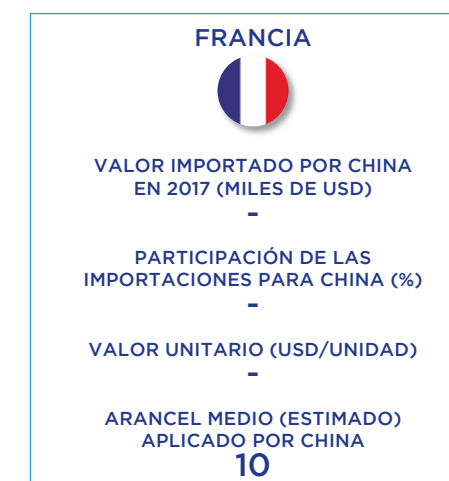 FRANCIA
VALOR IMPORTADO POR CHINA
EN 2017 (MILES DE USD)
-
PARTICIPACIÓN DE LAS
IMPORTACIONES PARA CHINA (%)
-
VALOR UNITARIO (USD/UNIDAD)
-
ARANCEL MEDIO (ESTIMADO)
APLICADO POR CHINA
10